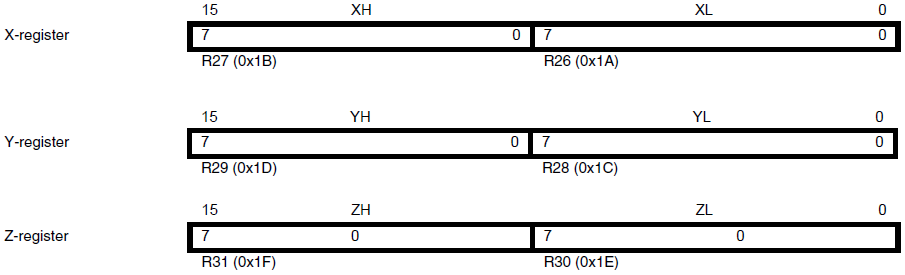 15 XH XL 0
X-register 7 0 7 0
R27 (0x1B) R26 (0x1A)
15 YH YL 0
Y-register 7 0 7 0
R29 (0x1D) R28 (0x1C)
15 ZH ZL 0
Z-register 7 0 7 0
R31 (0x1F) R30 (0x1E)